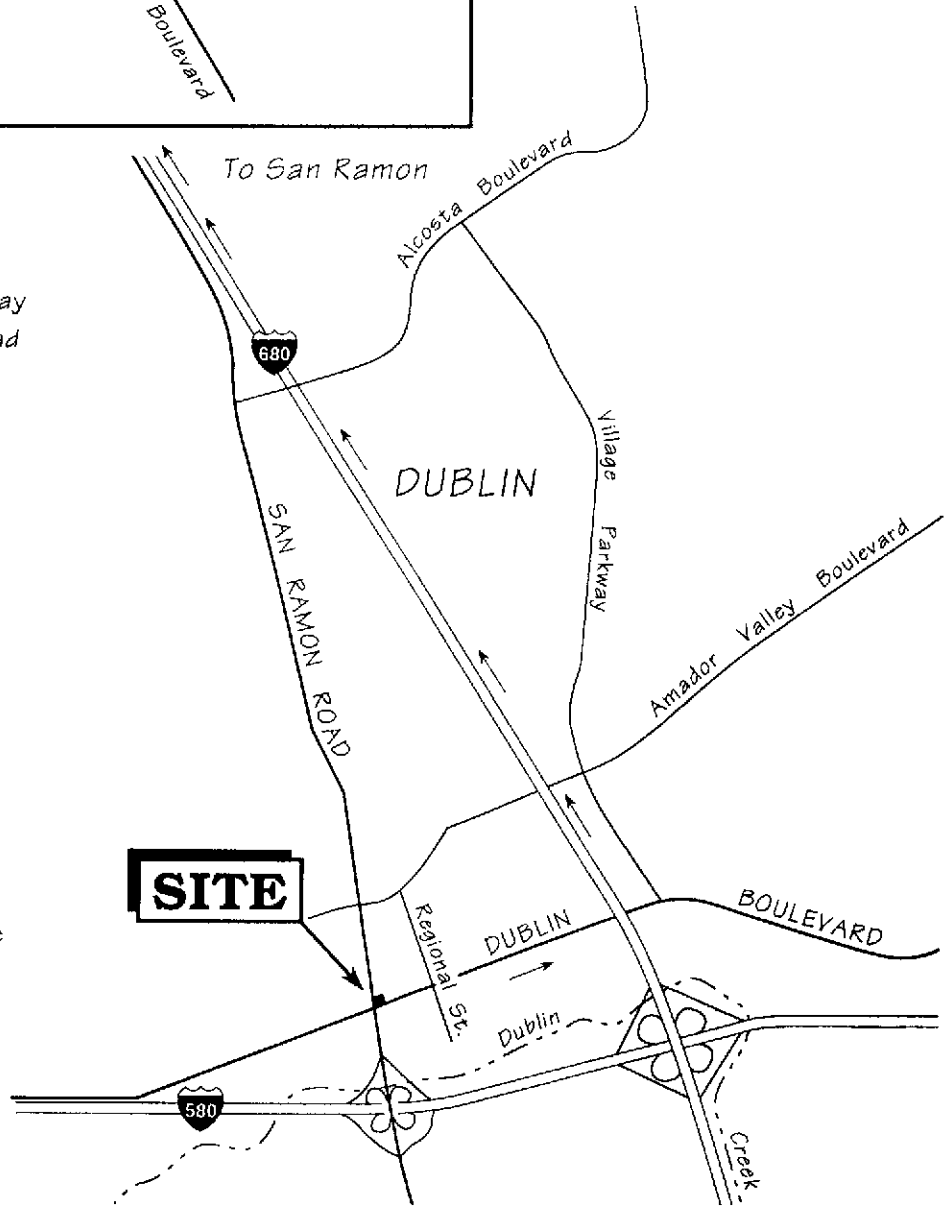 Boulevard
To San Ramon
Alcosta Boulevard
680
DUBLIN
Village Parkway
SAN RAMON ROAD
Amador Valley Boulevard
SITE
Regional St.
DUBLIN BOULEVARD
Dublin Creek
580